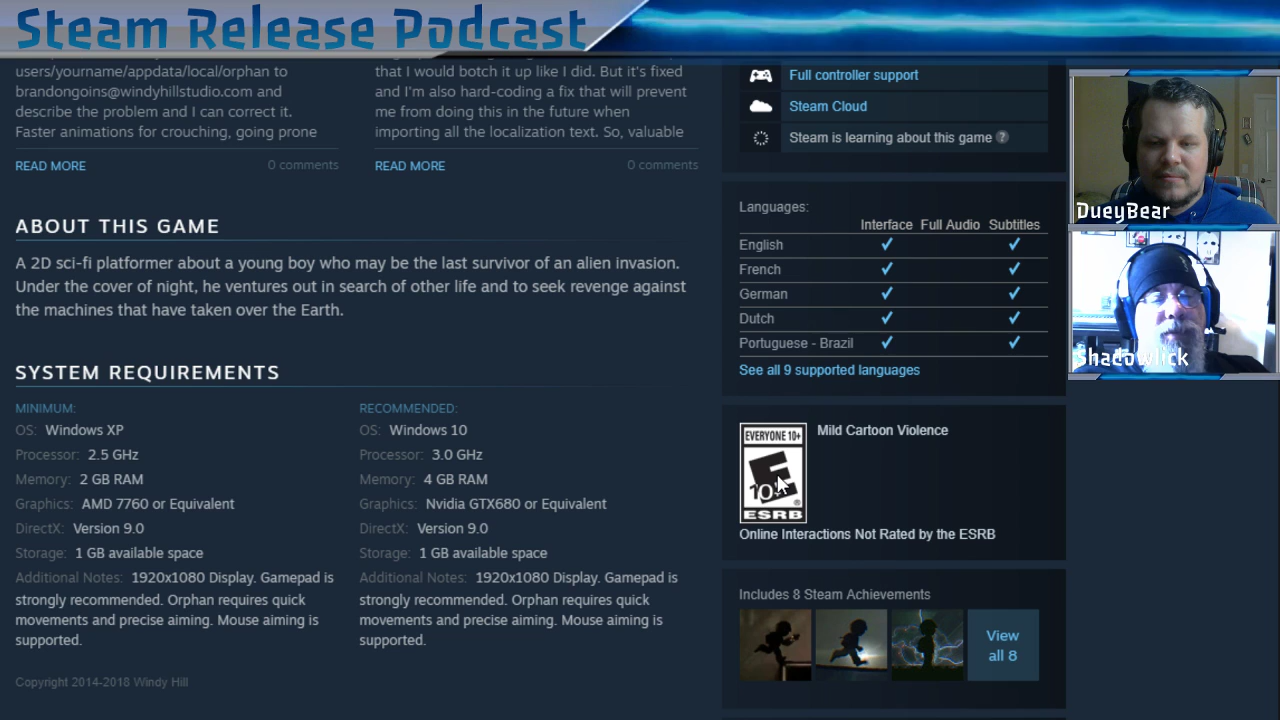 Steam Release Podcast
users/yourname/appdata/local/orphan to
brandongoins@windyhillstudio.com and
describe the problem and I can correct it.
Faster animations for crouching, going prone
READ MORE
0 comments
that I would botch it up like I did. But it's fixed
and I'm also hard-coding a fix that will prevent
me from doing this in the future when
importing all the localization text. So, valuable
READ MORE
0 comments
ABOUT THIS GAME
A 2D sci-fi platformer about a young boy who may be the last survivor of an alien invasion.
Under the cover of night, he ventures out in search of other life and to seek revenge against
the machines that have taken over the Earth.
SYSTEM REQUIREMENTS
MINIMUM:
OS: Windows XP
Processor: 2.5 GHz
Memory: 2 GB RAM
Graphics: AMD 7760 or Equivalent
DirectX: Version 9.0
Storage: 1 GB available space
Additional Notes: 1920x1080 Display. Gamepad is
strongly recommended. Orphan requires quick
movements and precise aiming. Mouse aiming is
supported.
RECOMMENDED:
OS: Windows 10
Processor: 3.0 GHz
Memory: 4 GB RAM
Graphics: Nvidia GTX680 or Equivalent
DirectX: Version 9.0
Storage: 1 GB available space
Additional Notes: 1920x1080 Display. Gamepad is
strongly recommended. Orphan requires quick
movements and precise aiming. Mouse aiming is
supported.
Copyright 2014-2018 Windy Hill
Full controller support
Steam Cloud
Steam is learning about this game ?
Languages:
Interface Full Audio Subtitles
English
French
German
Dutch
Portuguese - Brazil
See all 9 supported languages
EVERYONE 10+
E
10+
®
ESRB
Mild Cartoon Violence
Online Interactions Not Rated by the ESRB
Includes 8 Steam Achievements
View
all 8
DueyBear
Shadowlick